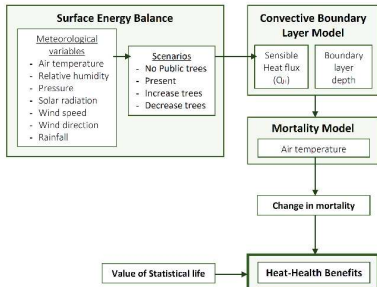 Surface Energy Balance
Meteorological
variables
- Air temperature
- Relative humidity
- Pressure
- Solar radiation
- Wind speed
- Wind direction
- Rainfall
Scenarios
- No Public trees
- Present
- Increase trees
- Decrease trees
Convective Boundary
Layer Model
Sensible
Heat flux
(Qₕ)
Boundary
layer
depth
Mortality Model
Air temperature
Change in mortality
Value of Statistical life
Heat-Health Benefits